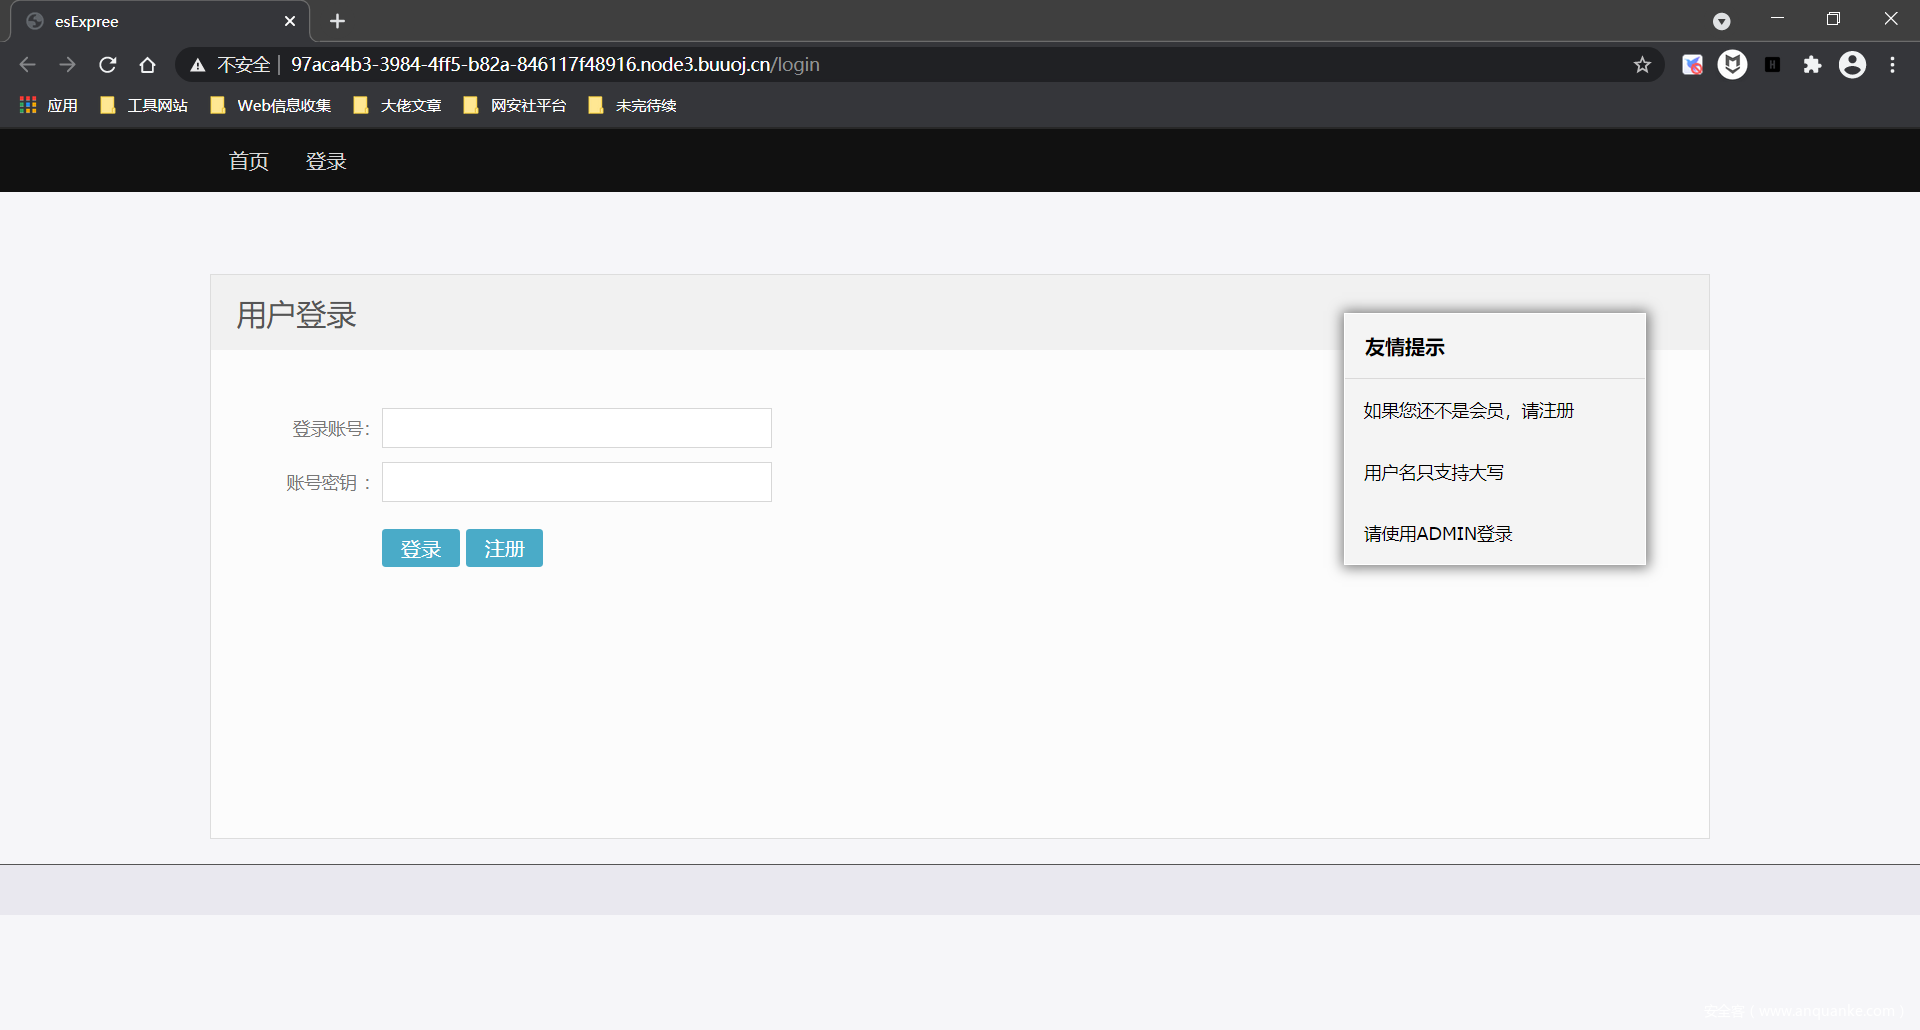 esExpree
不安全 97aca4b3-3984-4ff5-b82a-846117f48916.node3.buuoj.cn/login
应用 工具网站 Web信息收集 大佬文章 网安社平台 未完待续
首页 登录
用户登录
友情提示
如果您还不是会员，请注册
登录账号：
用户名只支持大写
账号密钥 ：
请使用ADMIN登录
登录 注册
安全客 ( www.anquanke.com )